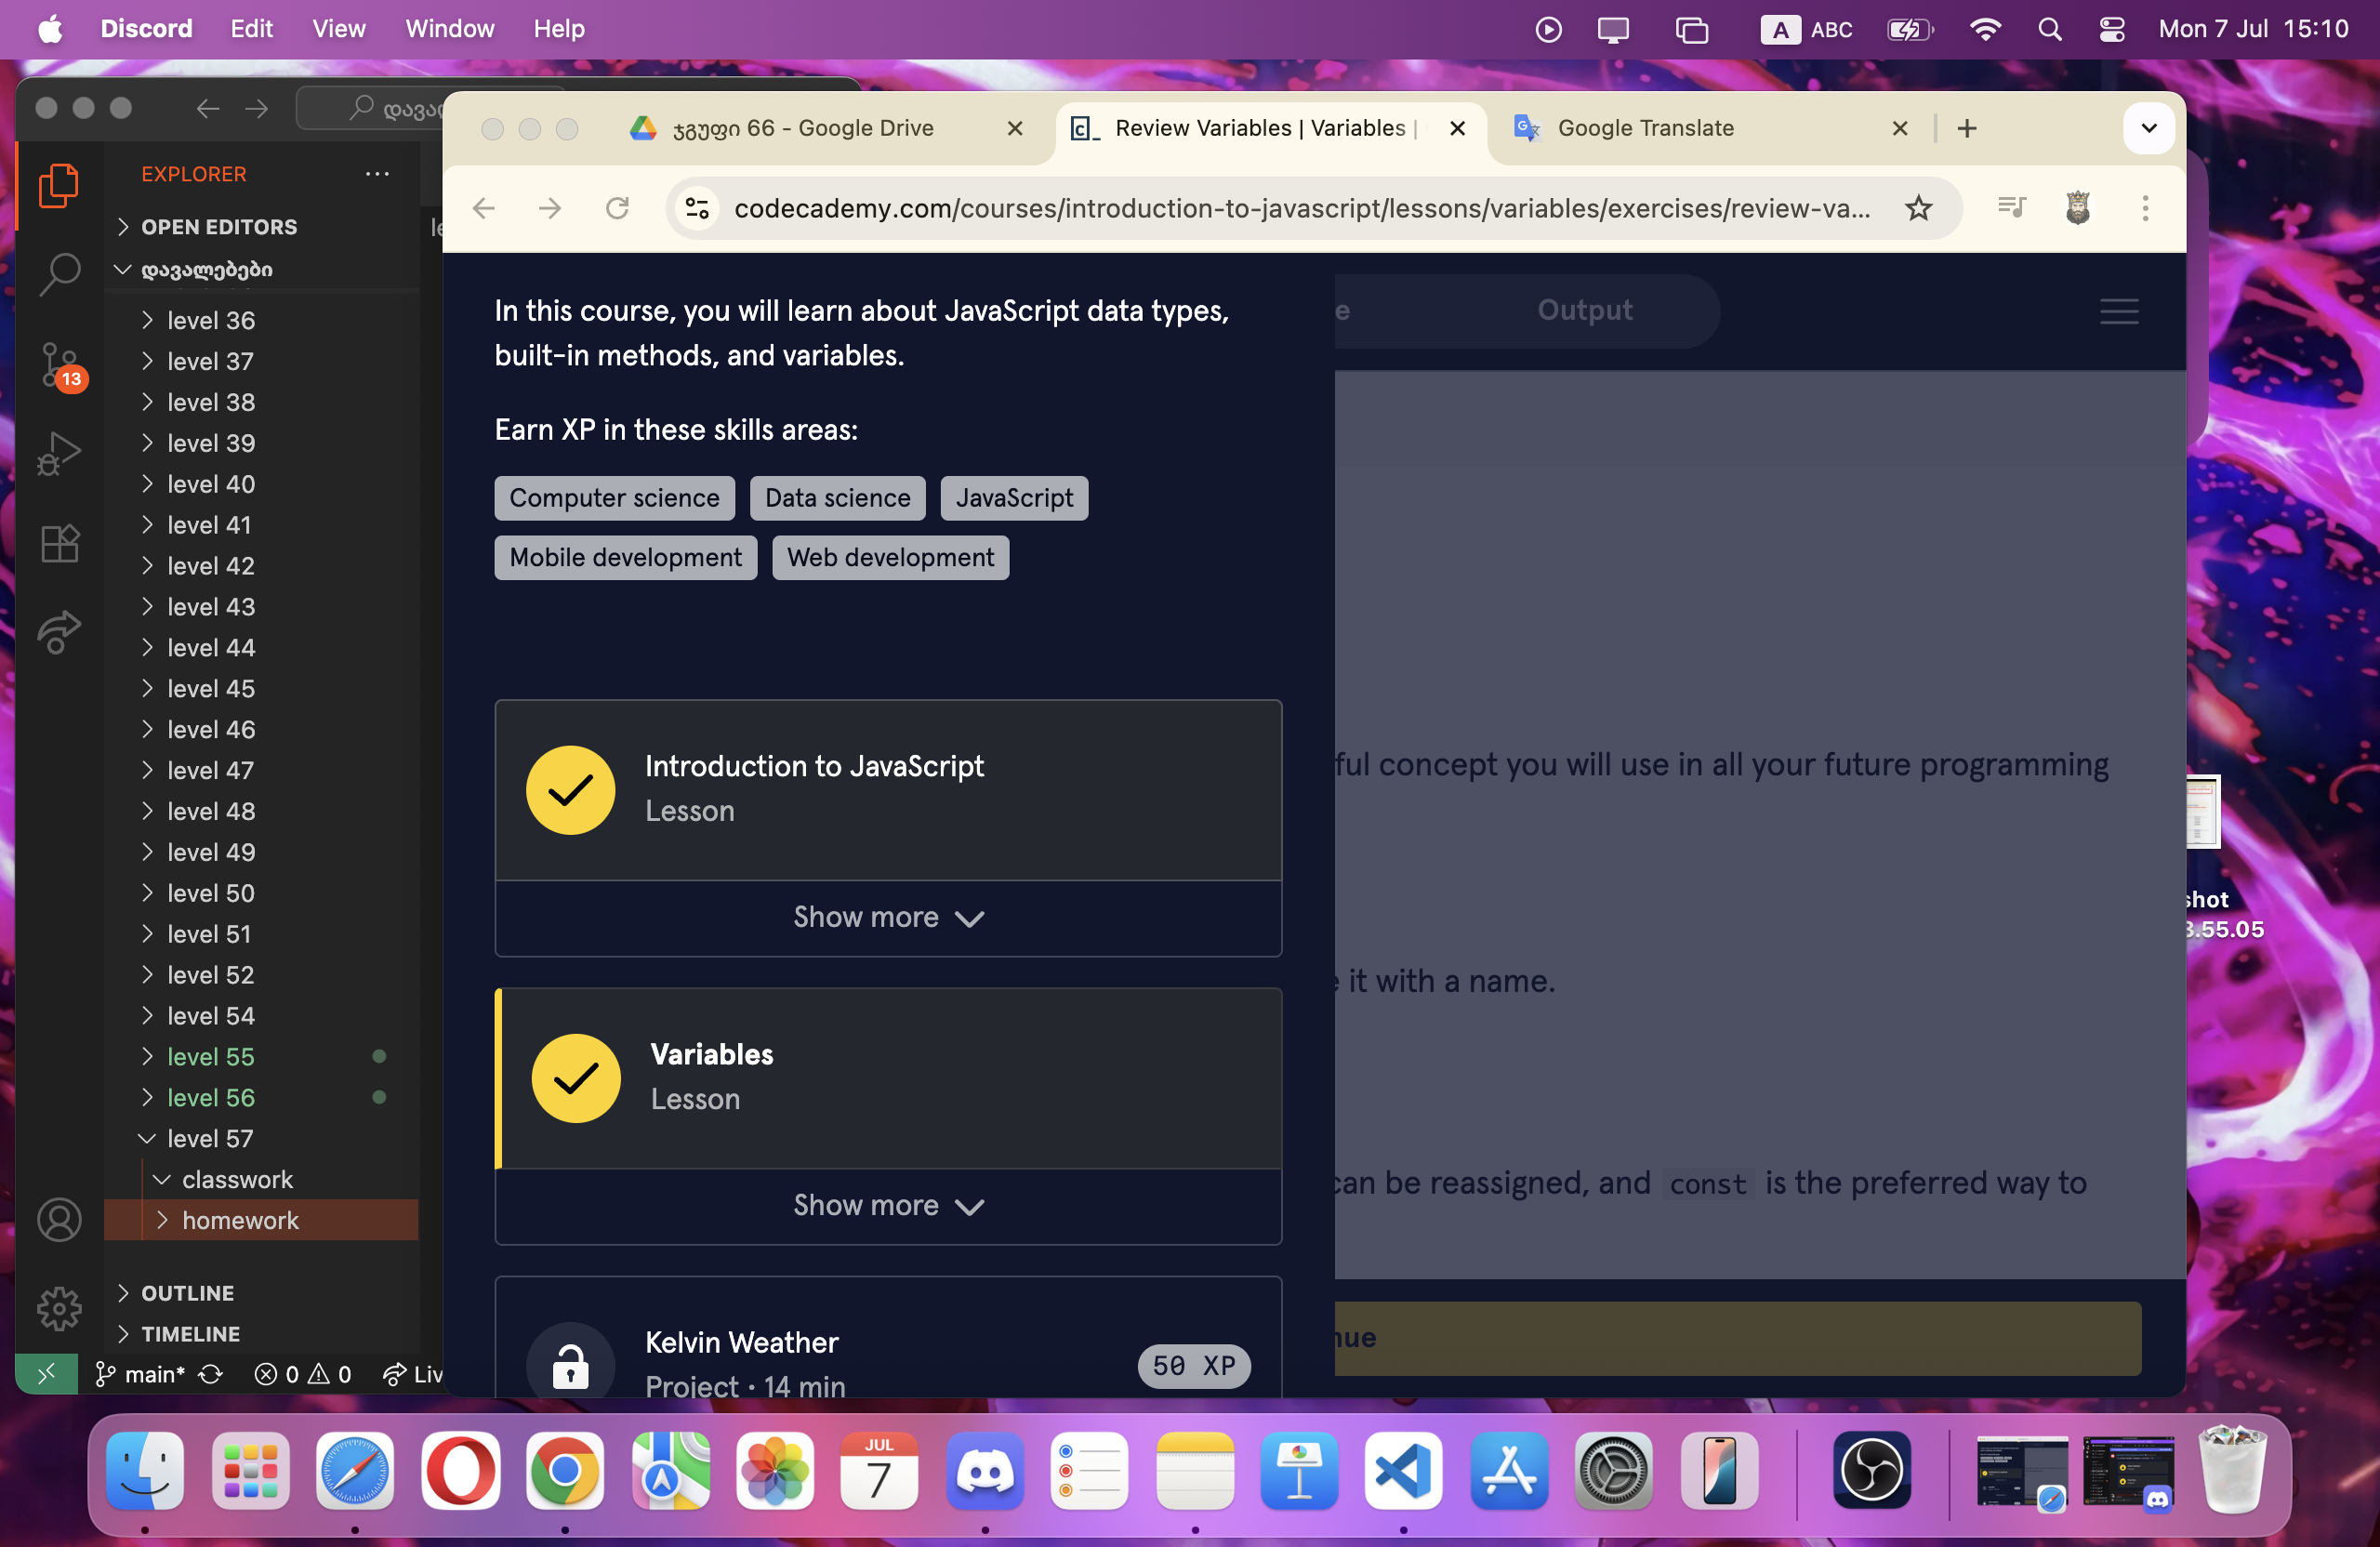 Discord Edit View Window Help
A ABC Mon 7 Jul 15:10
EXPLORER
OPEN EDITORS
დავალებები
level 36
level 37
level 38
level 39
level 40
level 41
level 42
level 43
level 44
level 45
level 46
level 47
level 48
level 49
level 50
level 51
level 52
level 54
level 55
level 56
level 57
classwork
homework
OUTLINE
TIMELINE
13
main* 0 0 Liv
ჯგუფი 66 - Google Drive
Review Variables | Variables |
Google Translate
codecademy.com/courses/introduction-to-javascript/lessons/variables/exercises/review-va...
In this course, you will learn about JavaScript data types,
built-in methods, and variables.
Earn XP in these skills areas:
Computer science Data science JavaScript
Mobile development Web development
Introduction to JavaScript
Lesson
Show more
Variables
Lesson
Show more
Kelvin Weather
Project • 14 min
50 XP
Output
ful concept you will use in all your future programming
it with a name.
can be reassigned, and const is the preferred way to
nue
shot
3.55.05
JUL
7